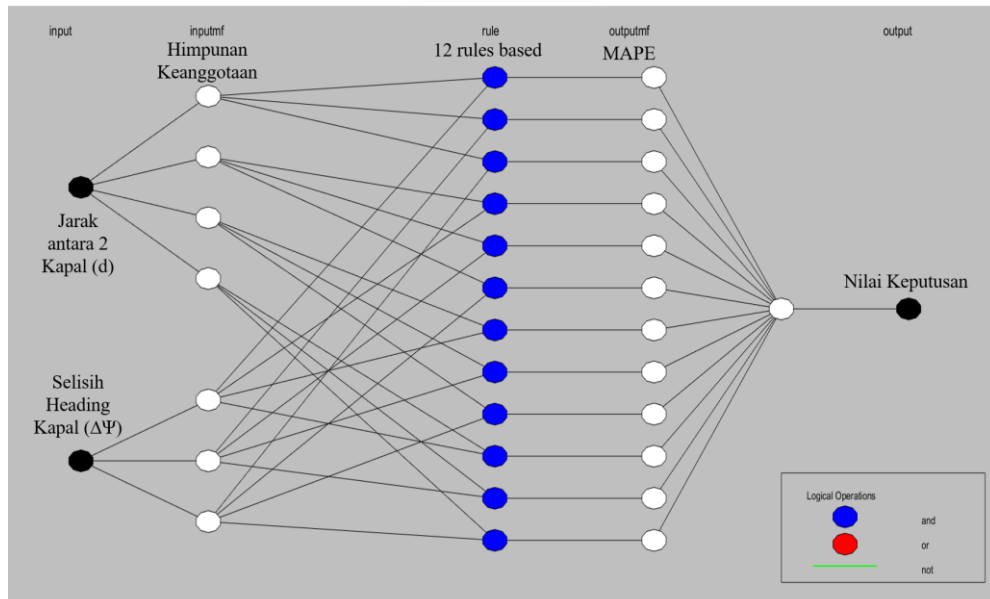 input
inputmf
rule
outputmf
output
Himpunan
Keanggotaan
12 rules based
MAPE
Jarak
antara 2
Kapal (d)
Nilai Keputusan
Selisih
Heading
Kapal (ΔΨ)
Logical Operations
and
or
not